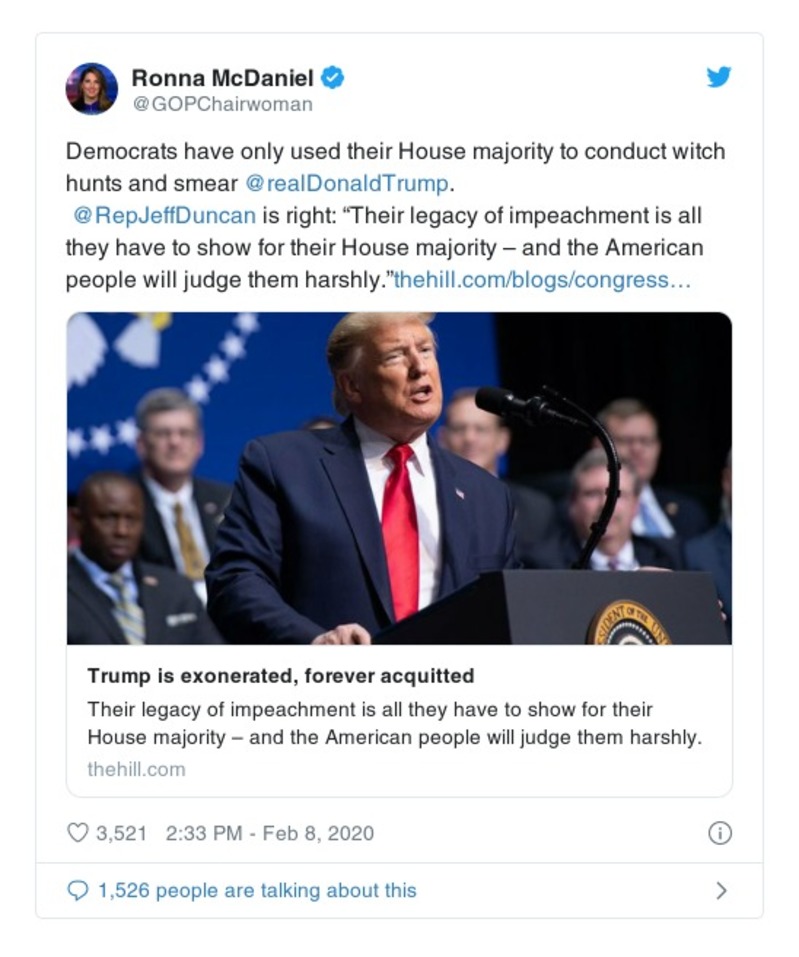 Ronna McDaniel
@GOPChairwoman
Democrats have only used their House majority to conduct witch
hunts and smear @realDonaldTrump.
@RepJeffDuncan is right: “Their legacy of impeachment is all
they have to show for their House majority – and the American
people will judge them harshly.”thehill.com/blogs/congress…
SIDENT OF THE UN
Trump is exonerated, forever acquitted
Their legacy of impeachment is all they have to show for their
House majority – and the American people will judge them harshly.
thehill.com
3,521 2:33 PM - Feb 8, 2020
1,526 people are talking about this